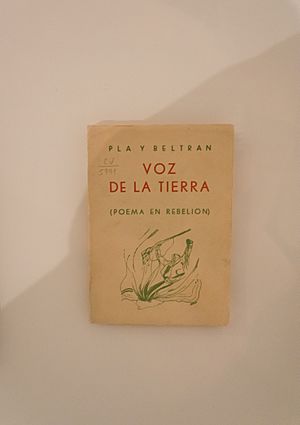 PLA Y BELTRAN
VOZ
DE LA TIERRA
(POEMA EN REBELION)